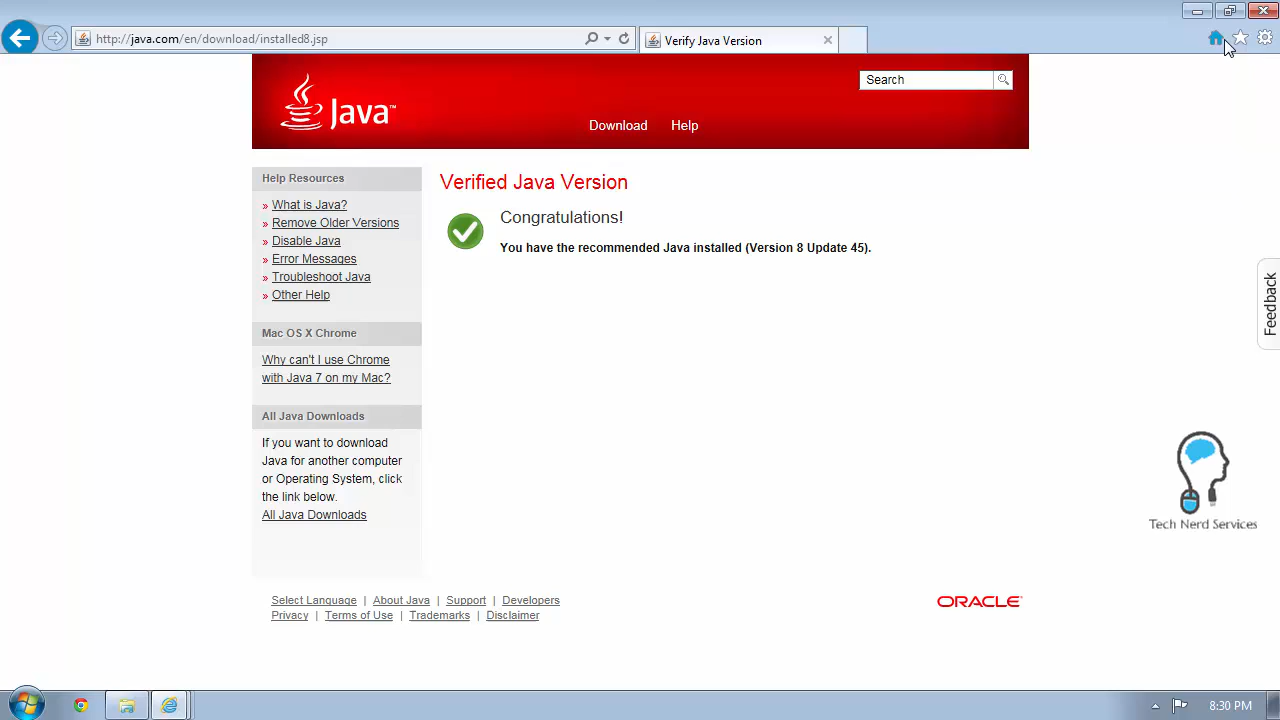 http://java.com/en/download/installed8.jsp
Verify Java Version
Java™
Search
Download
Help
Help Resources
» What is Java?
» Remove Older Versions
» Disable Java
» Error Messages
» Troubleshoot Java
» Other Help
Mac OS X Chrome
Why can't I use Chrome
with Java 7 on my Mac?
All Java Downloads
If you want to download
Java for another computer
or Operating System, click
the link below.
All Java Downloads
Verified Java Version
Congratulations!
You have the recommended Java installed (Version 8 Update 45).
Feedback
Tech Nerd Services
Select Language | About Java | Support | Developers
Privacy | Terms of Use | Trademarks | Disclaimer
ORACLE
8:30 PM